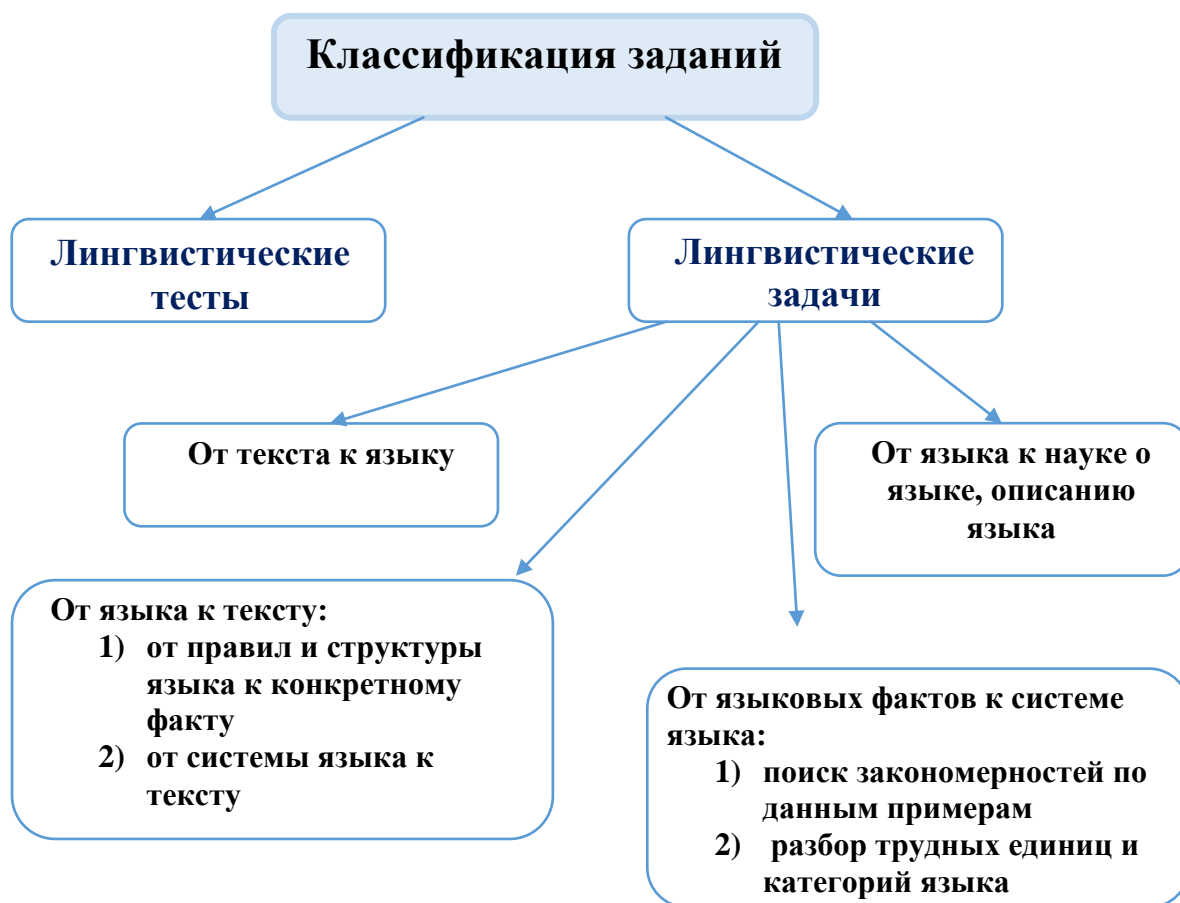 Классификация заданий
Лингвистические
тесты
Лингвистические
задачи
От текста к языку
От языка к науке о
языке, описанию
языка
От языка к тексту:
1) от правил и структуры
языка к конкретному
факту
2) от системы языка к
тексту
От языковых фактов к системе
языка:
1) поиск закономерностей по
данным примерам
2) разбор трудных единиц и
категорий языка